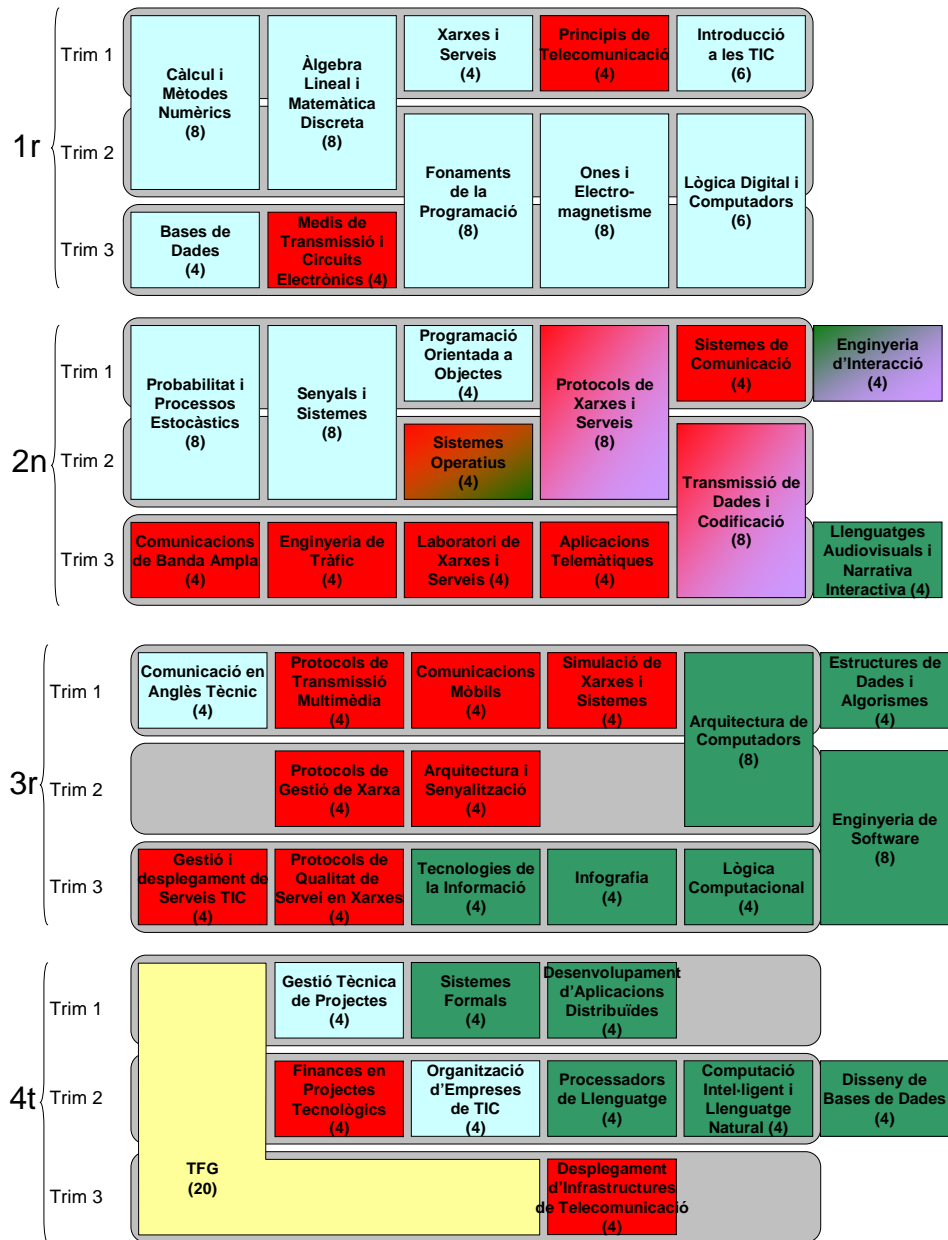 1r
Trim 1
Càlcul i
Mètodes
Numèrics
(8)
Àlgebra
Lineal i
Matemàtica
Discreta
(8)
Xarxes i
Serveis
(4)
Principis de
Telecomunicació
(4)
Introducció
a les TIC
(6)
Trim 2
Fonaments
de la
Programació
(8)
Ones i
Electro-
magnetisme
(8)
Lògica Digital i
Computadors
(6)
Trim 3
Bases de
Dades
(4)
Medis de
Transmissió i
Circuits
Electrònics (4)
2n
Trim 1
Probabilitat i
Processos
Estocàstics
(8)
Senyals i
Sistemes
(8)
Programació
Orientada a
Objectes
(4)
Protocols de
Xarxes i
Serveis
(8)
Sistemes de
Comunicació
(4)
Enginyeria
d'Interacció
(4)
Trim 2
Sistemes
Operatius
(4)
Transmissió de
Dades i
Codificació
(8)
Trim 3
Comunicacions
de Banda Ampla
(4)
Enginyeria de
Tràfic
(4)
Laboratori de
Xarxes i
Serveis (4)
Aplicacions
Telemàtiques
(4)
Llenguatges
Audiovisuals i
Narrativa
Interactiva (4)
3r
Trim 1
Comunicació en
Anglès Tècnic
(4)
Protocols de
Transmissió
Multimèdia
(4)
Comunicacions
Mòbils
(4)
Simulació de
Xarxes i
Sistemes
(4)
Arquitectura de
Computadors
(8)
Estructures de
Dades i
Algorismes
(4)
Trim 2
Protocols de
Gestió de Xarxa
(4)
Arquitectura i
Senyalització
(4)
Enginyeria de
Software
(8)
Trim 3
Gestió i
desplegament de
Serveis TIC
(4)
Protocols de
Qualitat de
Servei en Xarxes
(4)
Tecnologies de
la Informació
(4)
Infografia
(4)
Lògica
Computacional
(4)
4t
Trim 1
Gestió Tècnica
de Projectes
(4)
Sistemes
Formals
(4)
Desenvolupament
d'Aplicacions
Distribuïdes
(4)
Trim 2
Finances en
Projectes
Tecnològics
(4)
Organització
d'Empreses
de TIC
(4)
Processadors
de Llenguatge
(4)
Computació
Intel·ligent i
Llenguatge
Natural (4)
Disseny de
Bases de Dades
(4)
Trim 3
TFG
(20)
Desplegament
d'Infrastructures
de Telecomunicació
(4)